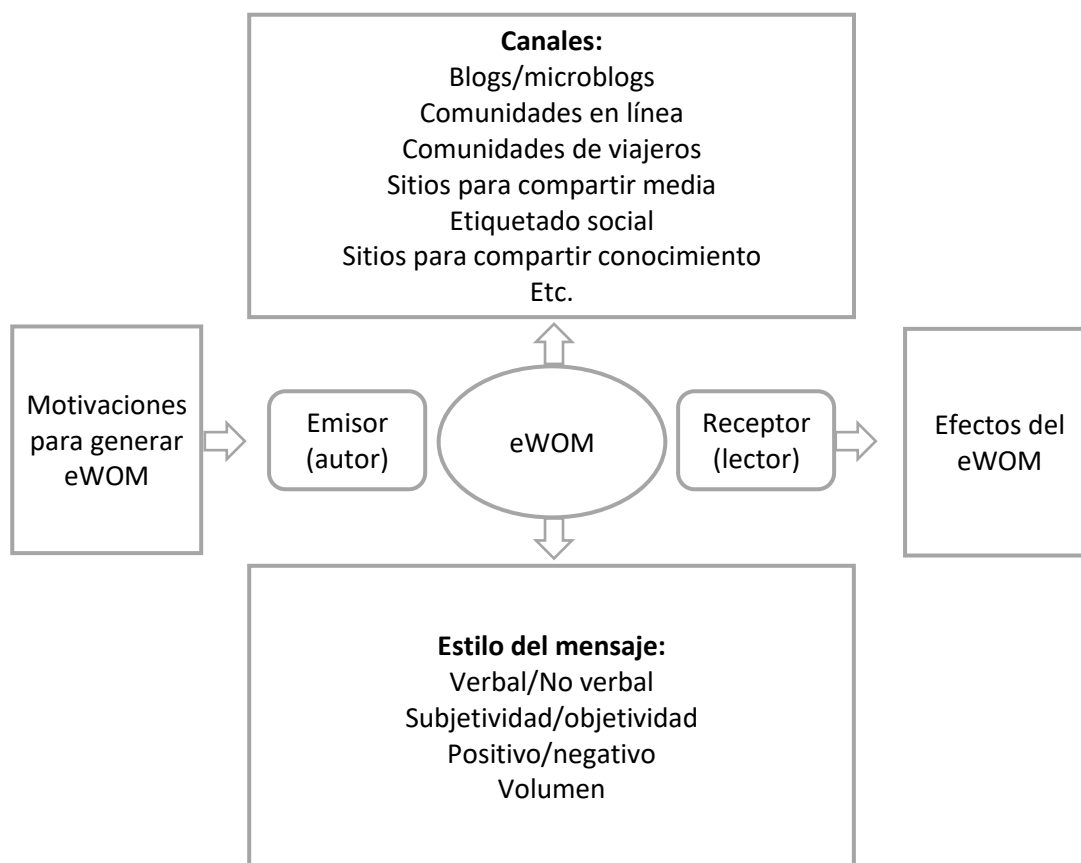 Canales:
Blogs/microblogs
Comunidades en línea
Comunidades de viajeros
Sitios para compartir media
Etiquetado social
Sitios para compartir conocimiento
Etc.
Motivaciones
para generar
eWOM
Emisor
(autor)
eWOM
Receptor
(lector)
Efectos del
eWOM
Estilo del mensaje:
Verbal/No verbal
Subjetividad/objetividad
Positivo/negativo
Volumen